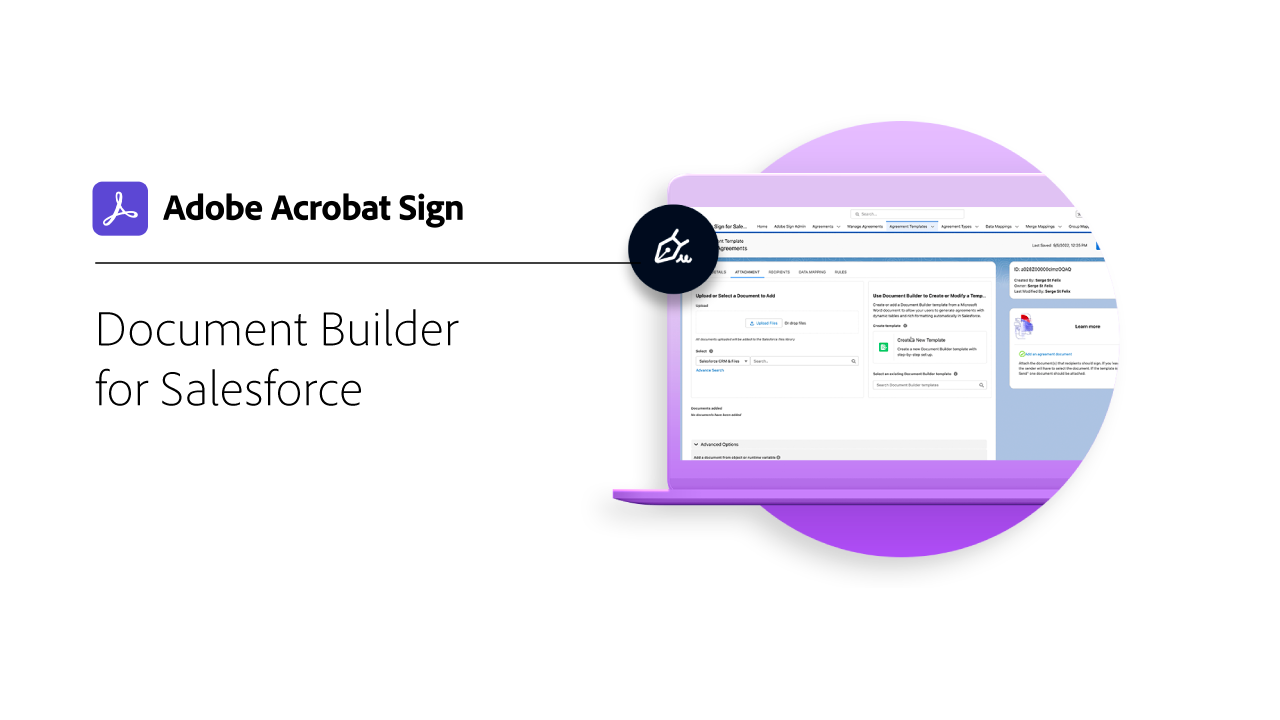 Adobe Acrobat Sign
Document Builder
for Salesforce
Search...
Sign for Sale...
Home
Adobe Sign Admin
Agreements
Manage Agreements
Agreement Templates
Agreement Types
Data Mappings
Merge Mappings
Group Map
Template
Agreements
Last Saved: 9/5/2022, 12:25 PM
ATTACHMENT
RECIPIENTS
DATA MAPPING
RULES
Upload or Select a Document to Add
Upload
Upload Files
Or drop files
All documents uploaded will be added to the Salesforce Files library.
Select
Salesforce CRM & Files
Search...
Advance Search
Documents added
No documents have been added
Advanced Options
Add a document from object or runtime variable
Use Document Builder to Create or Modify a Temp...
Create or add a Document Builder template from a Microsoft
Word document to allow your users to generate agreements with
dynamic tables and rich formatting automatically in Salesforce.
Create template
Create New Template
Create a new Document Builder template with
step-by-step set up.
Select an existing Document Builder template
Search Document Builder templates
Created By: Serge St Felix
Owner: Serge St Felix
Last Modified By: Serge St Felix
Learn more
Add an agreement document
Attach the document(s) that recipients should sign. If you
the sender will have to select the document. If the template is
Send" one document should be attached.